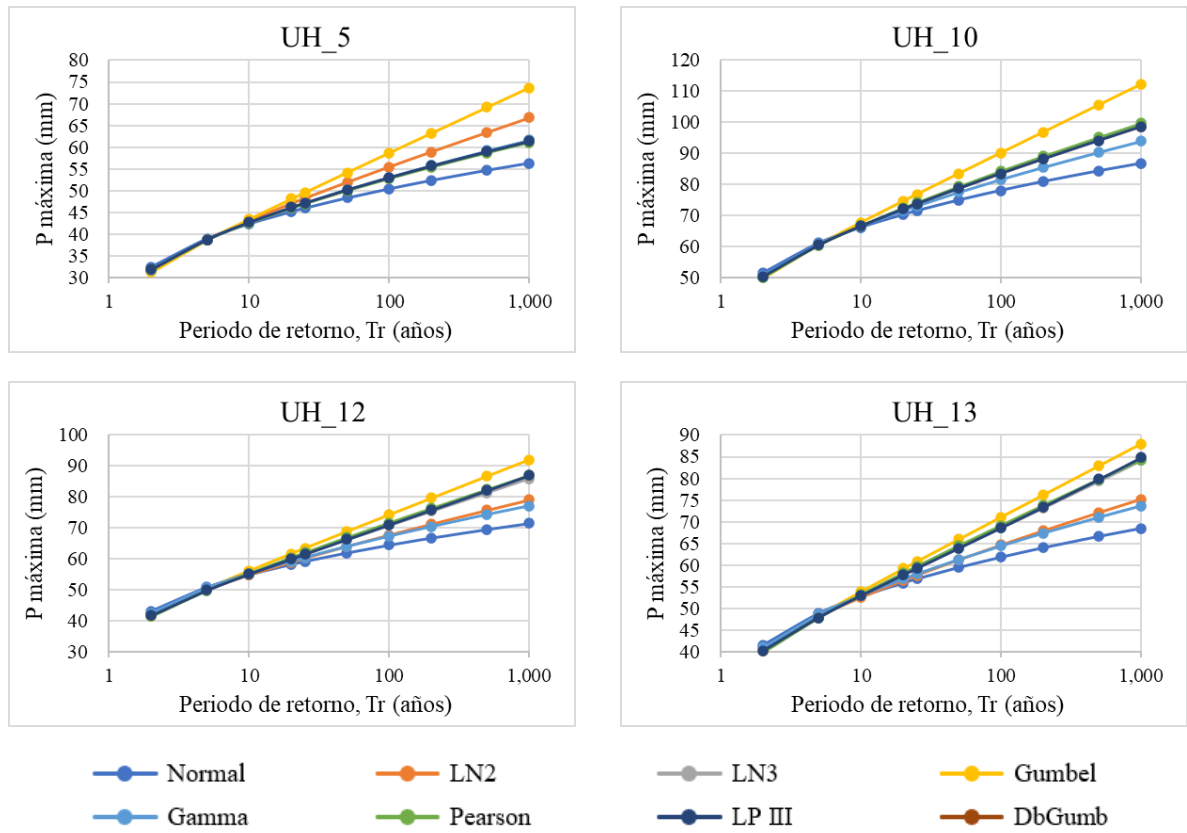 UH_5
80
75
70
65
60
55
50
45
40
35
30
P máxima (mm)
1 10 100 1,000
Periodo de retorno, Tr (años)
UH_10
120
110
100
90
80
70
60
50
P máxima (mm)
1 10 100 1,000
Periodo de retorno, Tr (años)
UH_12
100
90
80
70
60
50
40
30
P máxima (mm)
1 10 100 1,000
Periodo de retorno, Tr (años)
UH_13
90
85
80
75
70
65
60
55
50
45
40
P máxima (mm)
1 10 100 1,000
Periodo de retorno, Tr (años)
Normal LN2 LN3 Gumbel
Gamma Pearson LP III DbGumb